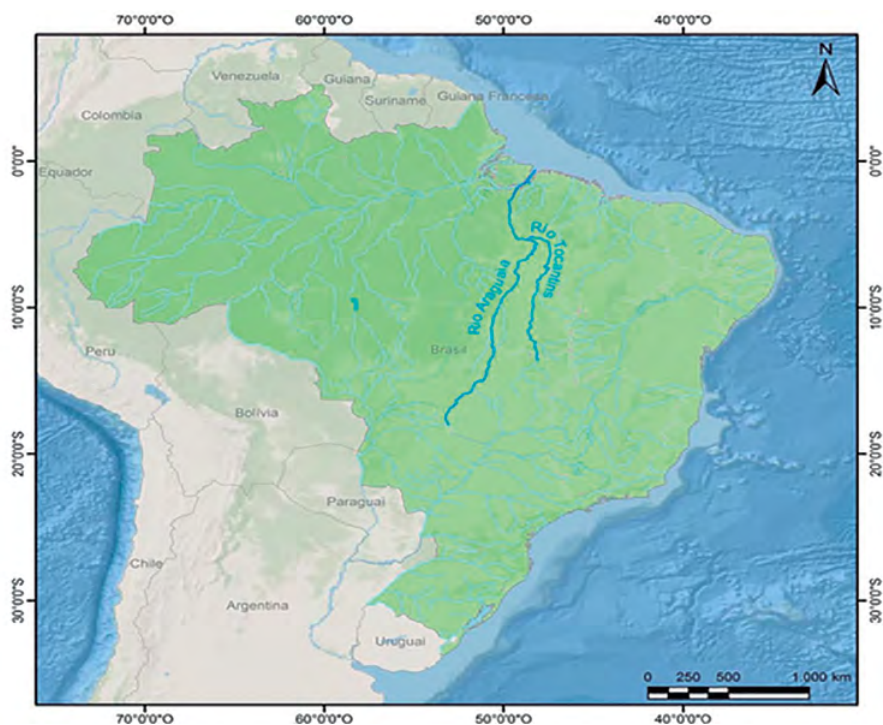 70°0'0"O 60°0'0"O 50°0'0"O 40°0'0"O
N
Venezuela
Guiana
Suriname
Guiana Francesa
Colombia
0°0'0"
0°0'0"
Equador
Rio Tocantins
Rio Araguaia
10°0'0"S
10°0'0"S
Brasil
Peru
Bolívia
20°0'0"S
20°0'0"S
Paraguai
Chile
30°0'0"S
30°0'0"S
Argentina
Uruguai
0 250 500 1.000 km
70°0'0"O 60°0'0"O 50°0'0"O 40°0'0"O